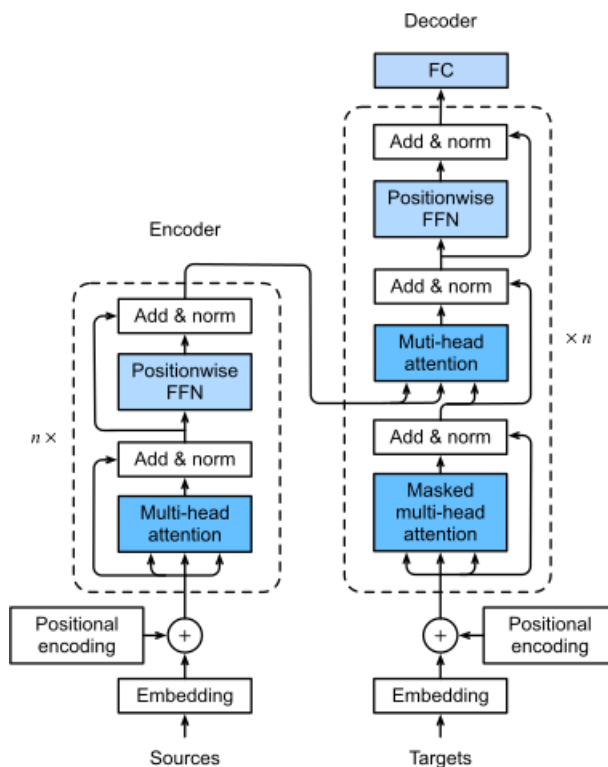 Decoder
FC
Add & norm
Positionwise
FFN
Add & norm
Muti-head
attention
× n
Add & norm
Masked
multi-head
attention
Positional
encoding
+
Embedding
Targets
Encoder
Add & norm
Positionwise
FFN
n ×
Add & norm
Multi-head
attention
Positional
encoding
+
Embedding
Sources